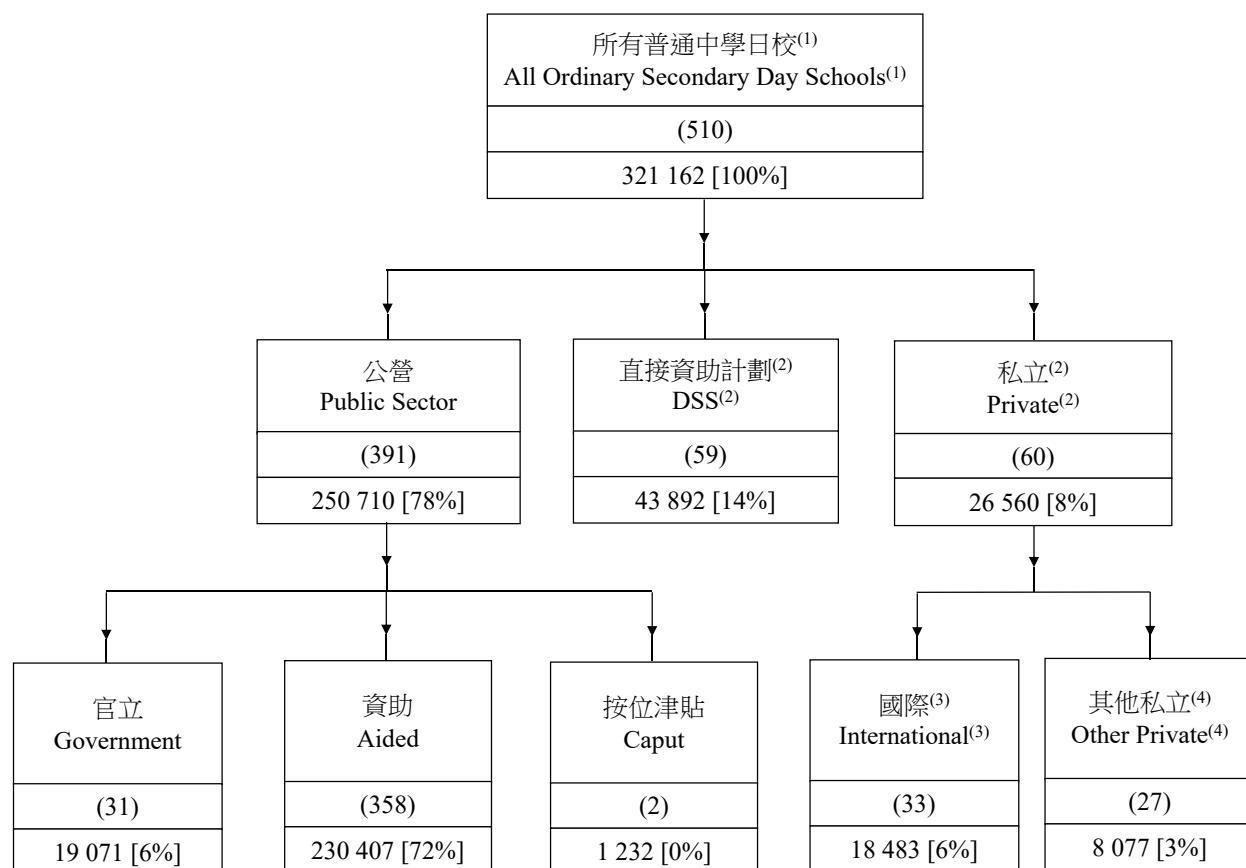 所有普通中學日校(1)
All Ordinary Secondary Day Schools(1)
(510)
321 162 [100%]
公營
Public Sector
(391)
250 710 [78%]
直接資助計劃(2)
DSS(2)
(59)
43 892 [14%]
私立(2)
Private(2)
(60)
26 560 [8%]
官立
Government
(31)
19 071 [6%]
資助
Aided
(358)
230 407 [72%]
按位津貼
Caput
(2)
1 232 [0%]
國際(3)
International(3)
(33)
18 483 [6%]
其他私立(4)
Other Private(4)
(27)
8 077 [3%]